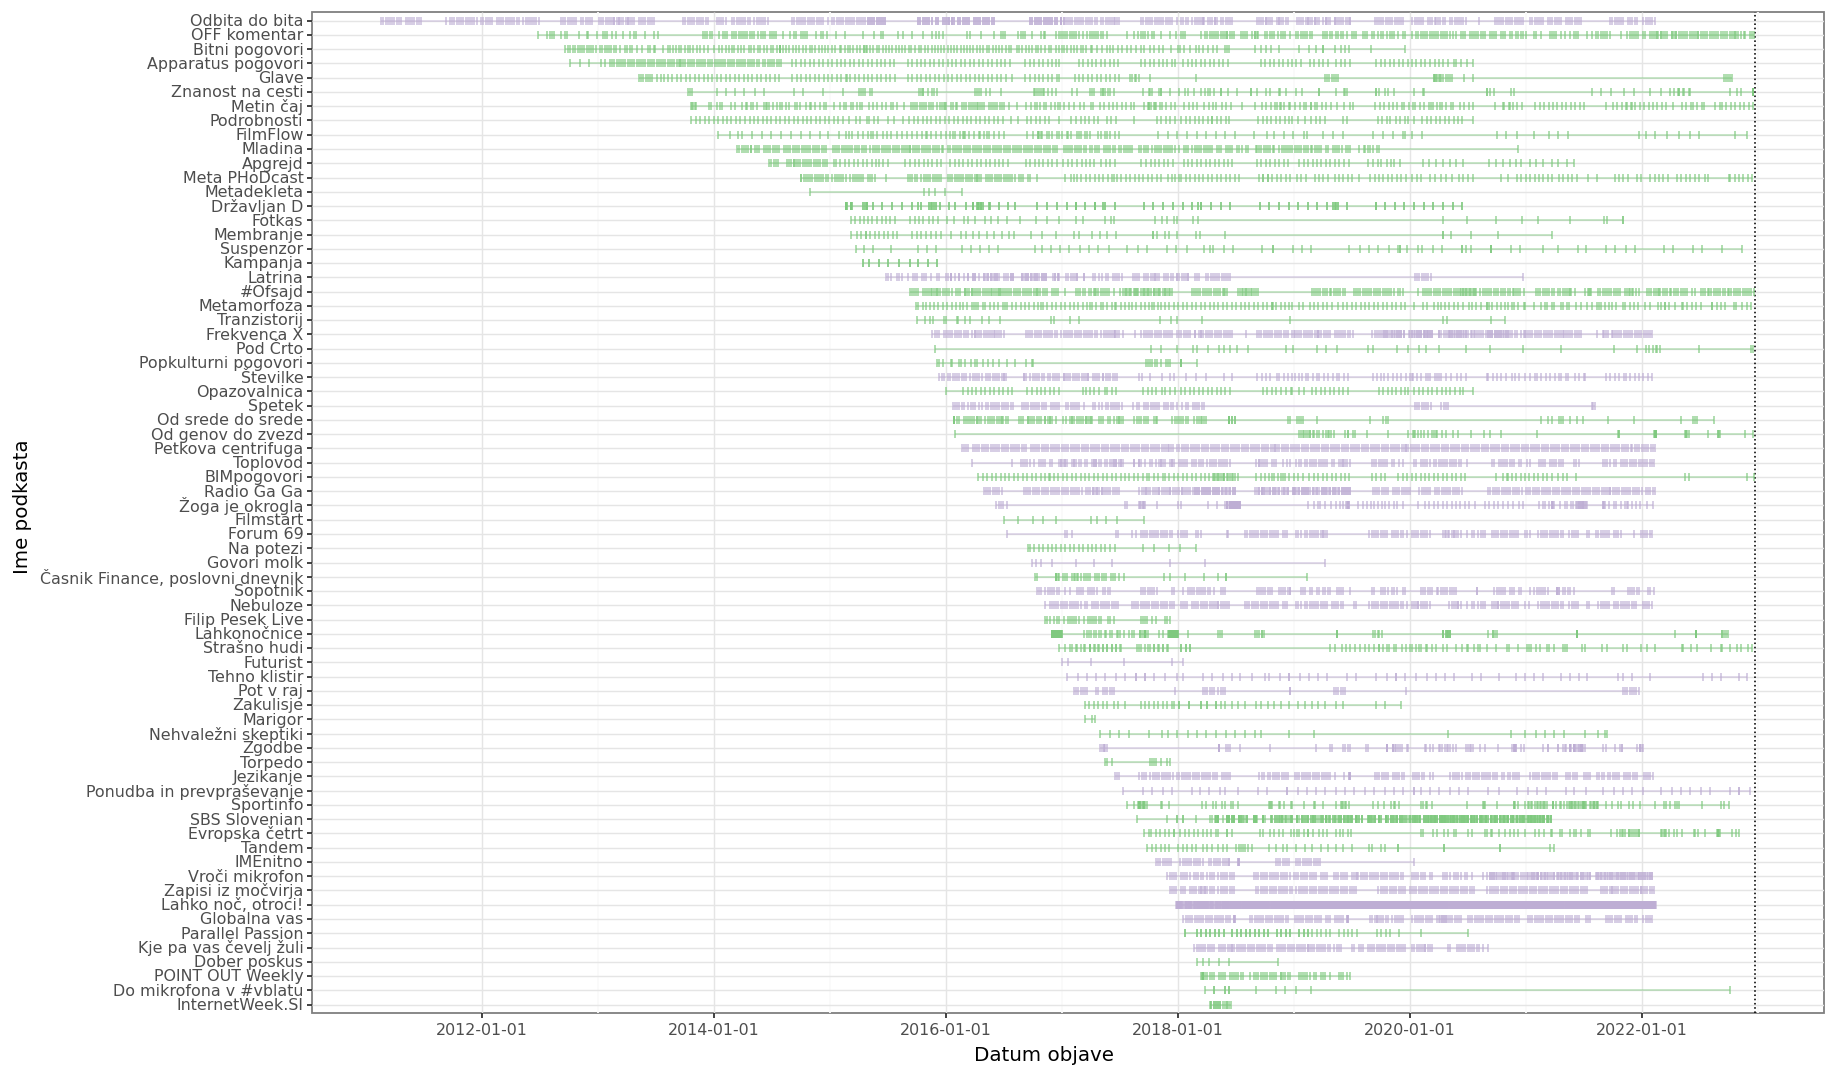 Odbita do bita
OFF komentar
Bitni pogovori
Apparatus pogovori
Glave
Znanost na cesti
Metin čaj
Podrobnosti
FilmFlow
Mladina
Apgrejd
Meta PHoDcast
Metadekleta
Državljan D
Fotkas
Membranje
Suspenzor
Kampanja
Latrina
#Ofsajd
Metamorfoza
Tranzistorij
Frekvenca X
Pod Črto
Popkulturni pogovori
Številke
Opazovalnica
Špetek
Od srede do srede
Od genov do zvezd
Petkova centrifuga
Toplovod
BIMpogovori
Radio Ga Ga
Žoga je okrogla
Filmstart
Forum 69
Na potezi
Govori molk
Časnik Finance, poslovni dnevnik
Sopotnik
Nebuloze
Filip Pesek Live
Lahkonočnice
Strašno hudi
Futurist
Tehno klistir
Pot v raj
Zakulisje
Marigor
Nehvaležni skeptiki
Zgodbe
Torpedo
Jezikanje
Ponudba in prevpraševanje
Sportinfo
SBS Slovenian
Evropska četrt
Tandem
IMEnitno
Vroči mikrofon
Zapisi iz močvirja
Lahko noč, otroci!
Globalna vas
Parallel Passion
Kje pa vas čevelj žuli
Dober poskus
POINT OUT Weekly
Do mikrofona v #vblatu
InternetWeek.SI
Ime podkasta
2012-01-01 2014-01-01 2016-01-01 2018-01-01 2020-01-01 2022-01-01
Datum objave